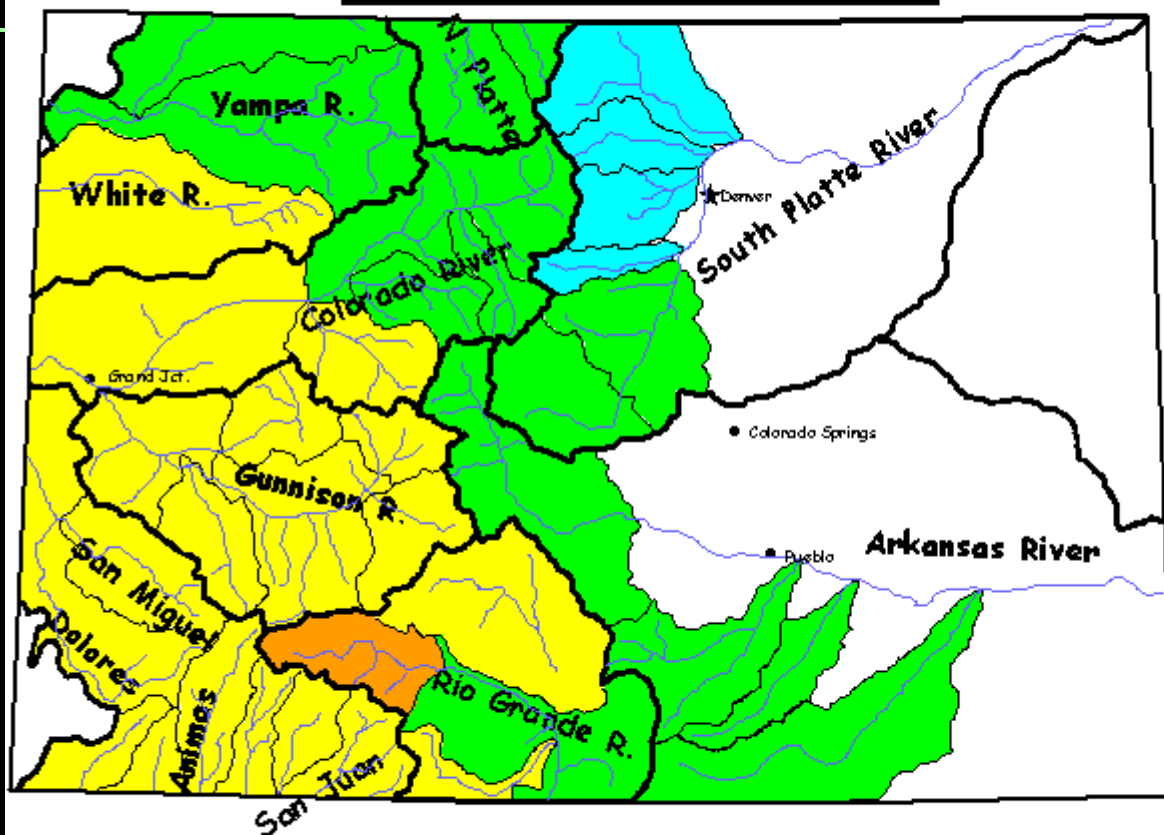 N. Platte
Yampa R.
White R.
Denver
South Platte River
Colorado River
Grand Jct.
Colorado Springs
Gunnison R.
Arkansas River
Pueblo
San Miguel
Dolores
Rio Grande R.
Animas
San Juan